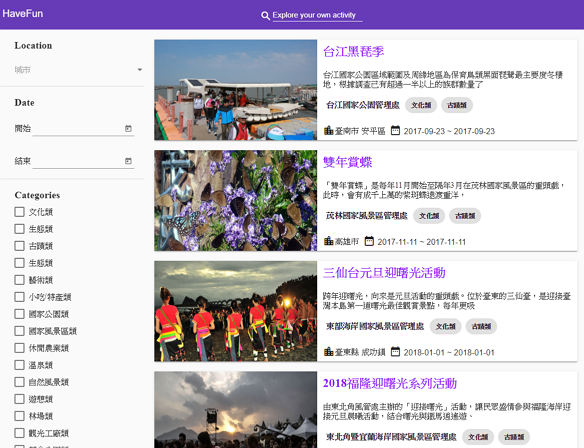 HaveFun
Explore your own activity
Location
城市
Date
開始
結束
Categories
文化類
生態類
古蹟類
生態類
藝術類
小吃/特產類
國家公園類
國家風景區類
休閒農業類
溫泉類
自然風景類
遊憩類
林場類
觀光工廠類
台江黑琵季
台江國家公園區域範圍及周緣地區為保育鳥類黑面琵鷺最主要度冬棲
地，根據調查已有超過一半以上的族群數量了
台江國家公園管理處 文化類 古蹟類
臺南市 安平區 2017-09-23 ~ 2017-09-23
雙年賞蝶
「雙年賞蝶」是每年11月開始至隔年3月在茂林國家風景區的重頭戲，
此時，會有成千上萬的紫斑蝶遠渡重洋，
茂林國家風景區管理處 文化類 古蹟類
高雄市 2017-11-11 ~ 2017-11-11
三仙台元旦迎曙光活動
跨年迎曙光，向來是元旦活動的重頭戲。位於臺東的三仙臺，是迎接臺
灣本島第一道曙光最佳觀賞景點，每年更吸
東部海岸國家風景區管理處 文化類 古蹟類
臺東縣 成功鎮 2018-01-01 ~ 2018-01-01
2018福隆迎曙光系列活動
由東北角風管處主辦的「迎接曙光」活動，讓民眾盛情參與福隆海岸迎
接元旦晨曦活動，結合曙光與鐵馬逍遙遊、
東北角暨宜蘭海岸國家風景區管理處 文化類 古蹟類